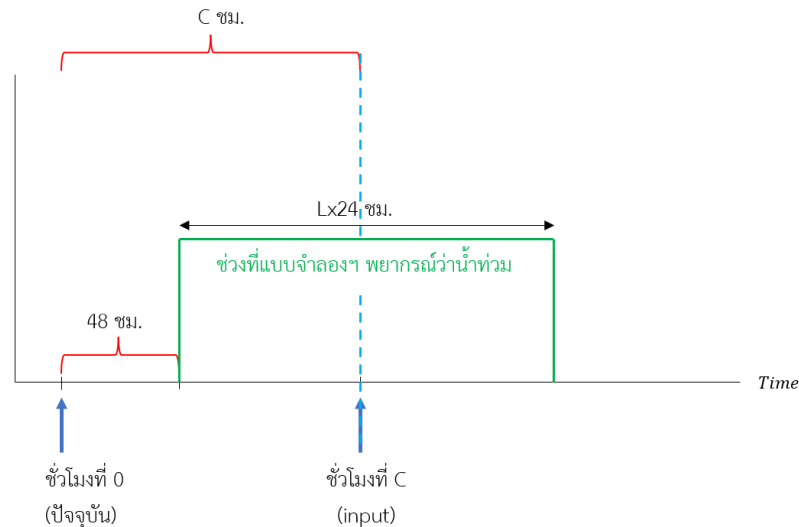 C ชม.
Lx24 ชม.
ช่วงที่แบบจำลองฯ พยากรณ์ว่าน้ำท่วม
48 ชม.
Time
ชั่วโมงที่ 0
(ปัจจุบัน)
ชั่วโมงที่ C
(input)